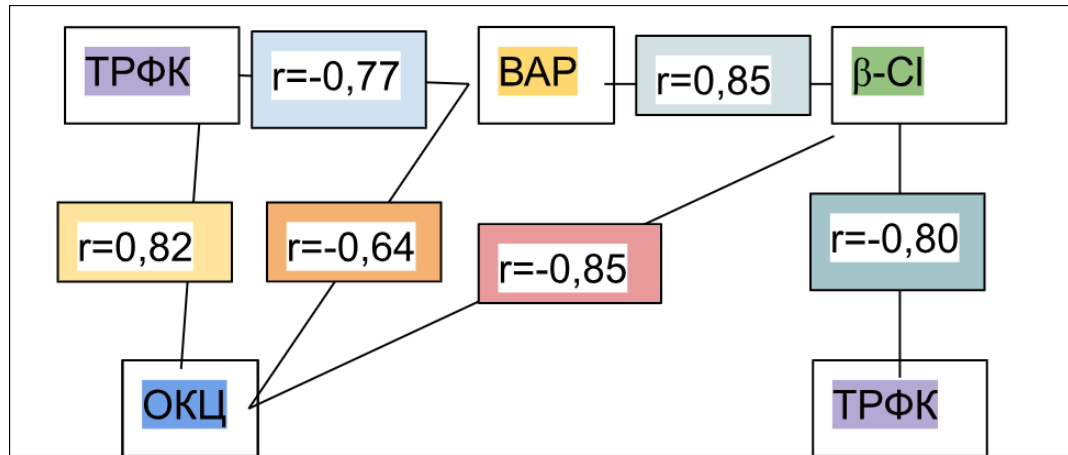 ТРФК
r=-0,77
ВАР
r=0,85
β-CI
r=0,82
r=-0,64
r=-0,85
r=-0,80
ОКЦ
ТРФК